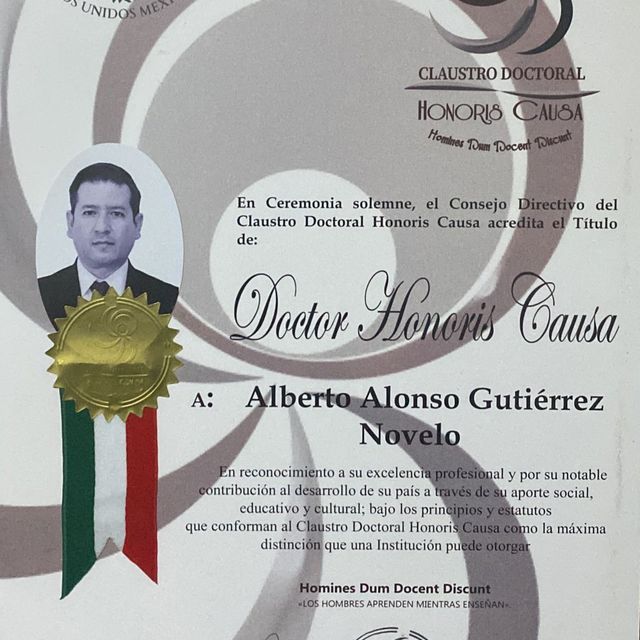 OS UNIDOS MEXI
CLAUSTRO DOCTORAL
HONORIS CAUSA
Homines Dum Docent Discunt
En Ceremonia solemne, el Consejo Directivo del
Claustro Doctoral Honoris Causa acredita el Título
de:
Doctor Honoris Causa
A: Alberto Alonso Gutiérrez
Novelo
En reconocimiento a su excelencia profesional y por su notable
contribución al desarrollo de su país a través de su aporte social,
educativo y cultural; bajo los principios y estatutos
que conforman al Claustro Doctoral Honoris Causa como la máxima
distinción que una Institución puede otorgar
Homines Dum Docent Discunt
«LOS HOMBRES APRENDEN MIENTRAS ENSEÑAN»